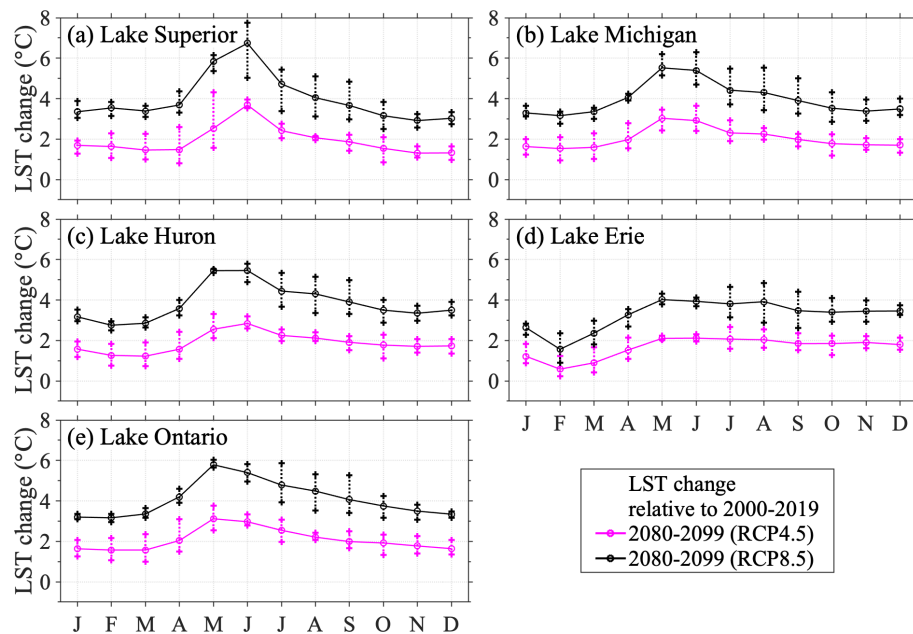 (a) Lake Superior
(b) Lake Michigan
LST change (°C)
8
6
4
2
0
(c) Lake Huron
(d) Lake Erie
LST change (°C)
8
6
4
2
0
J F M A M J J A S O N D
(e) Lake Ontario
LST change (°C)
8
6
4
2
0
J F M A M J J A S O N D
LST change
relative to 2000-2019
2080-2099 (RCP4.5)
2080-2099 (RCP8.5)